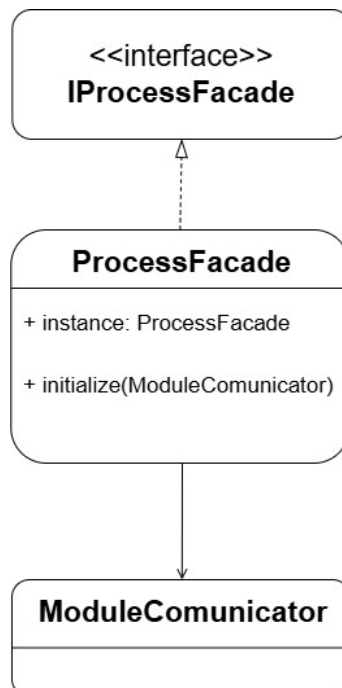 <<interface>>
IProcessFacade
ProcessFacade
+ instance: ProcessFacade
+ initialize(ModuleComunicator)
ModuleComunicator